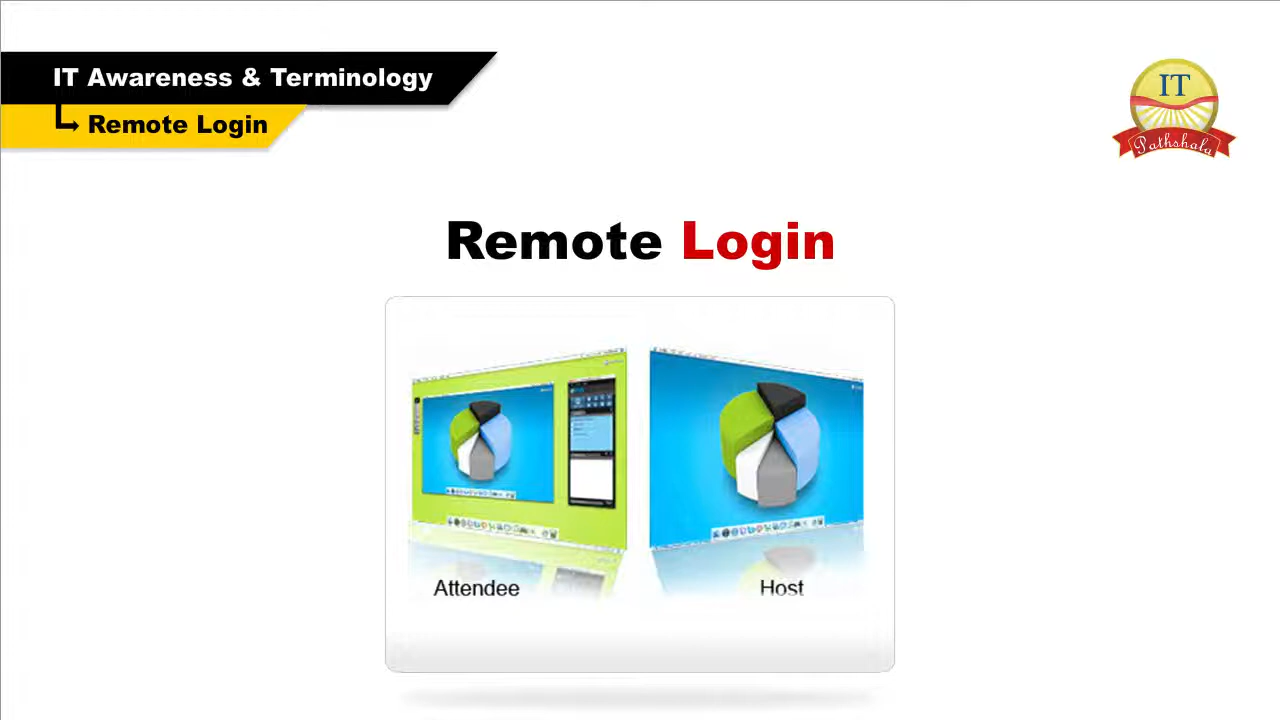 IT Awareness & Terminology
Remote Login
IT
Pathshala
Remote Login
Attendee
Host